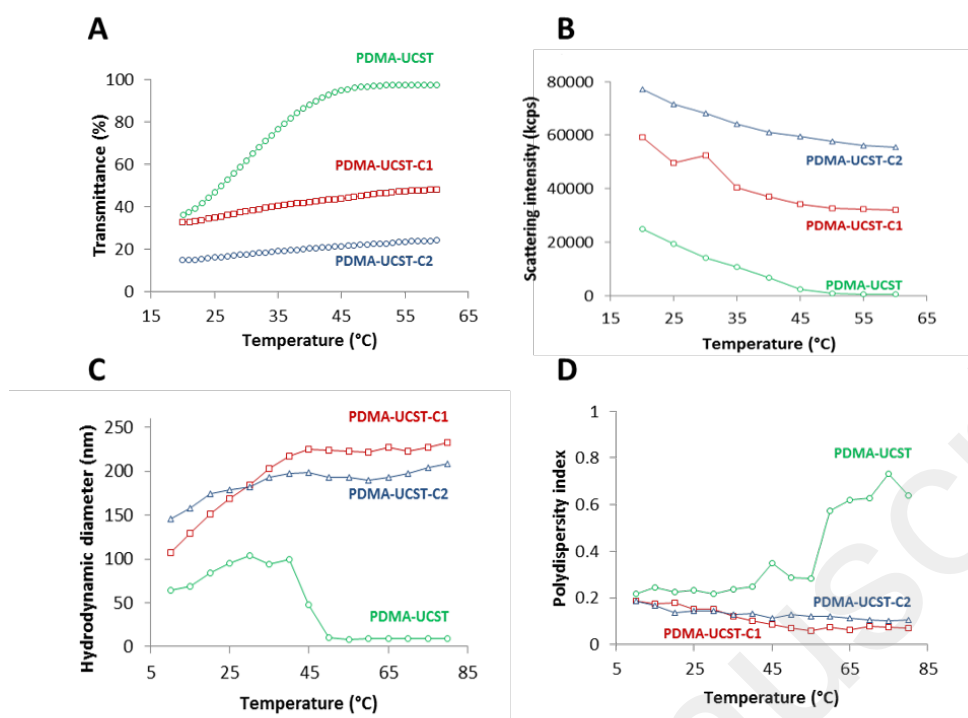 A
PDMA-UCST
100
80
60
40
20
0
PDMA-UCST-C1
PDMA-UCST-C2
Transmittance (%)
15 25 35 45 55 65
Temperature (°C)
B
80000
60000
40000
20000
0
PDMA-UCST-C2
PDMA-UCST-C1
PDMA-UCST
Scattering intensity (kcps)
15 25 35 45 55 65
Temperature (°C)
C
250
200
150
100
50
0
PDMA-UCST-C1
PDMA-UCST-C2
PDMA-UCST
Hydrodynamic diameter (nm)
5 25 45 65 85
Temperature (°C)
D
1
0.8
0.6
0.4
0.2
0
PDMA-UCST
PDMA-UCST-C2
PDMA-UCST-C1
Polydispersity index
5 25 45 65 85
Temperature (°C)